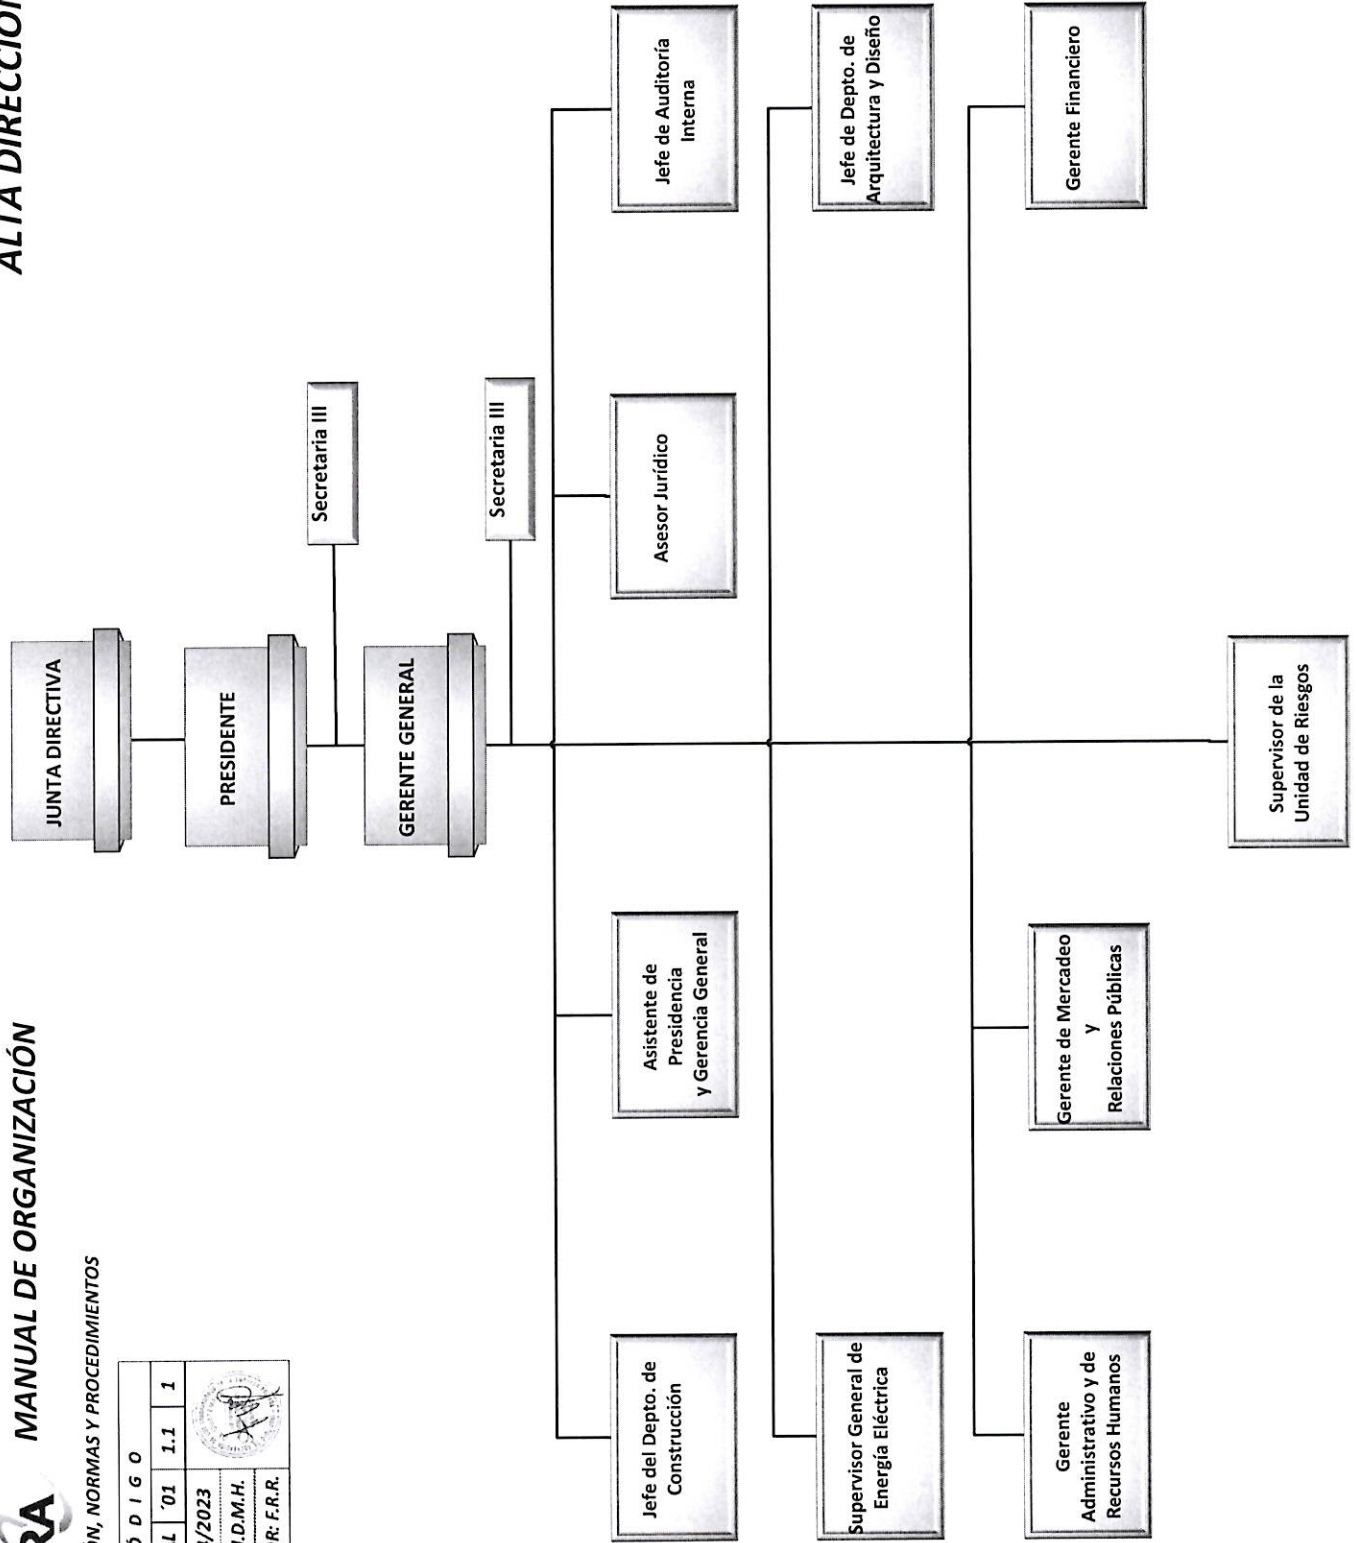 RA
MANUAL DE ORGANIZACIÓN
ALTA DIRECCIÓN
NORMAS Y PROCEDIMIENTOS
Ó D I G O
L '01 1.1 1
/2023
.D.M.H.
R: F.R.R.
JUNTA DIRECTIVA
PRESIDENTE
Secretaria III
GERENTE GENERAL
Secretaria III
Jefe del Depto. de
Construcción
Asistente de
Presidencia
y Gerencia General
Asesor Jurídico
Jefe de Auditoría
Interna
Supervisor General de
Energía Eléctrica
Jefe de Depto. de
Arquitectura y Diseño
Gerente
Administrativo y de
Recursos Humanos
Gerente de Mercadeo
y
Relaciones Públicas
Gerente Financiero
Supervisor de la
Unidad de Riesgos